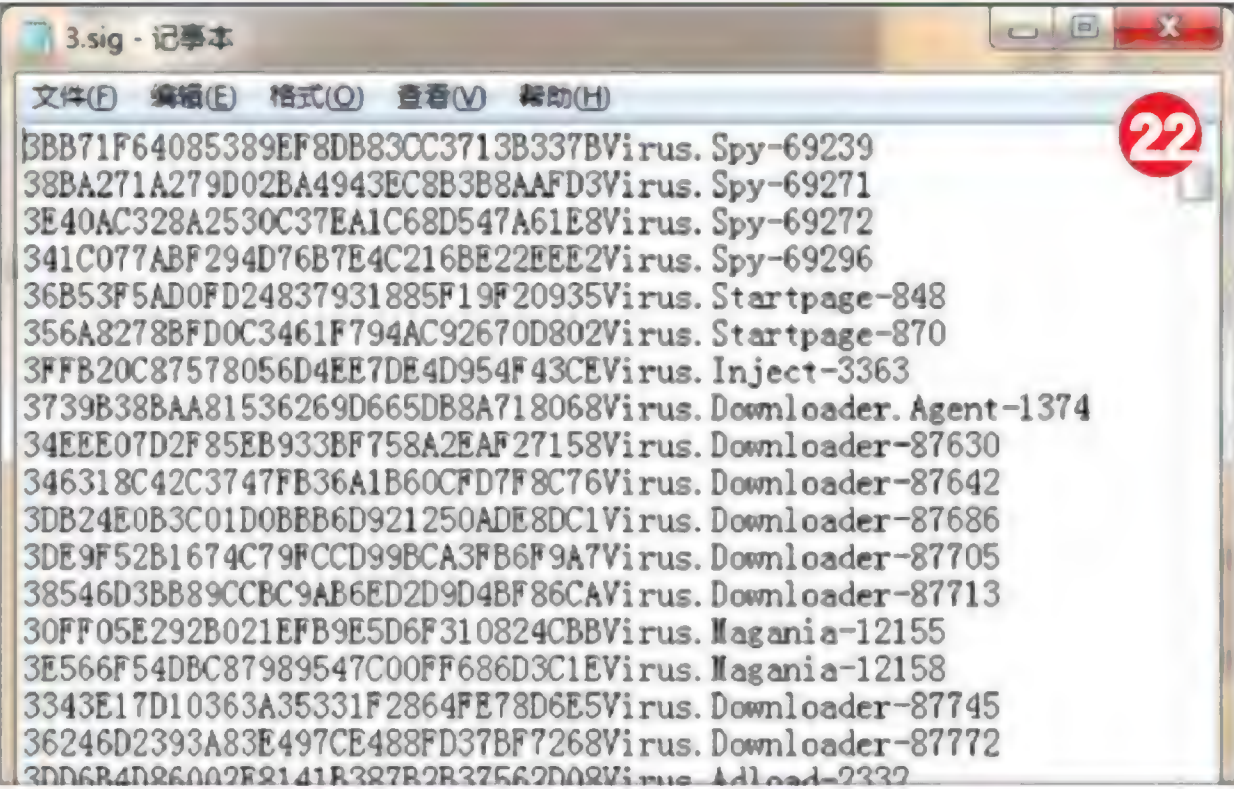 3.sig - 记事本
文件(F) 编辑(E) 格式(O) 查看(V) 帮助(H)
22
3BB71F64085389EF8DB83CC3713B337BVirus.Spy-69239
38BA271A279D02BA4943EC8B3B8AAFD3Virus.Spy-69271
3E40AC328A2530C37EA1C68D547A61E8Virus.Spy-69272
341C077ABF294D76B7E4C216BE22EEE2Virus.Spy-69296
36B53F5AD0FD24837931885F19F20935Virus.Startpage-848
356A8278BFD0C3461F794AC92670D802Virus.Startpage-870
3FFB20C87578056D4EE7DE4D954F43CEVirus.Inject-3363
3739B38BAA81536269D665DB8A718068Virus.Downloader.Agent-1374
34EEE07D2F85EB933BF758A2EAF27158Virus.Downloader-87630
346318C42C3747FB36A1B60CFD7F8C76Virus.Downloader-87642
3DB24E0B3C01D0BBB6D921250ADE8DC1Virus.Downloader-87686
3DE9F52B1674C79FCCD99BCA3FB6F9A7Virus.Downloader-87705
38546D3BB89CCBC9AB6ED2D9D4BF86CAVirus.Downloader-87713
30FF05E292B021EFB9E5D6F310824CBBVirus.Magania-12155
3E566F54DBC87989547C00FF686D3C1EVirus.Magania-12158
3343E17D10363A35331F2864FE78D6E5Virus.Downloader-87745
36246D2393A83E497CE488FD37BF7268Virus.Downloader-87772
3DD6B4D86002E8141B387B2B37562D08Virus.Adload-2332